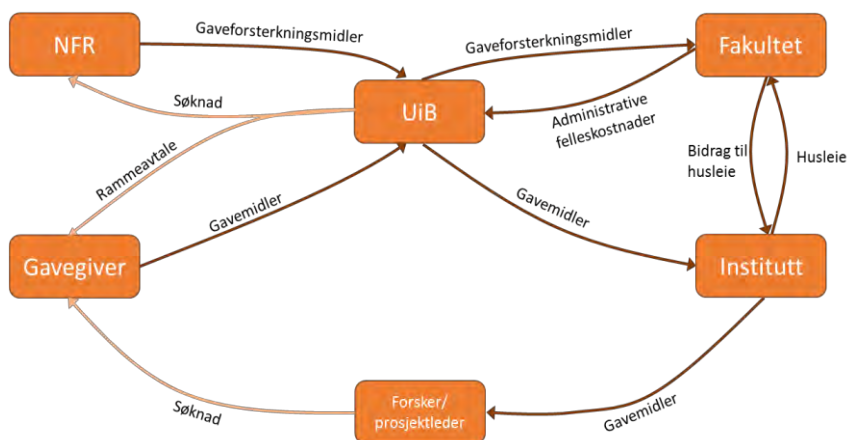 NFR
Gaveforsterkningsmidler
Gaveforsterkningsmidler
Fakultet
Søknad
UiB
Administrative
felleskostnader
Rammeavtale
Bidrag til
husleie
Husleie
Gavemidler
Gavemidler
Gavegiver
Institutt
Søknad
Forsker/
prosjektleder
Gavemidler